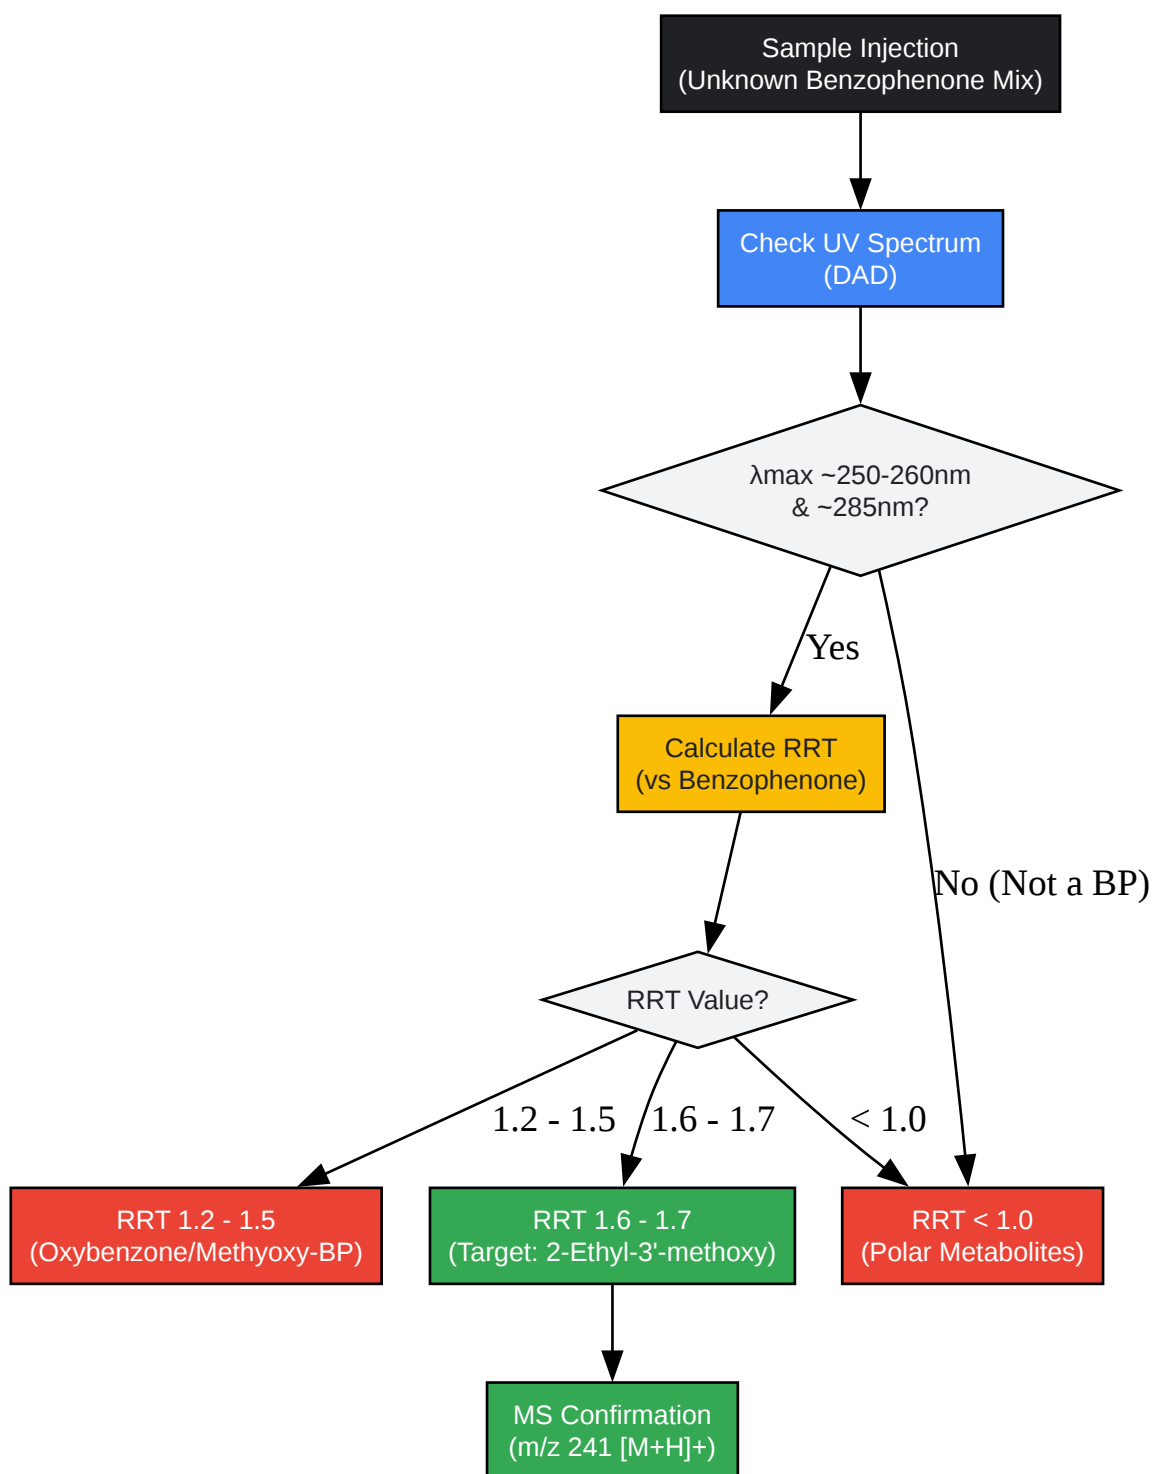 Sample Injection
(Unknown Benzophenone Mix)
Check UV Spectrum
(DAD)
λmax ~250-260nm
& ~285nm?
Yes
Calculate RRT
(vs Benzophenone)
No (Not a BP)
RRT Value?
1.2 - 1.5
1.6 - 1.7
< 1.0
RRT 1.2 - 1.5
(Oxybenzone/Methyoxy-BP)
RRT 1.6 - 1.7
(Target: 2-Ethyl-3'-methoxy)
RRT < 1.0
(Polar Metabolites)
MS Confirmation
(m/z 241 [M+H]+)